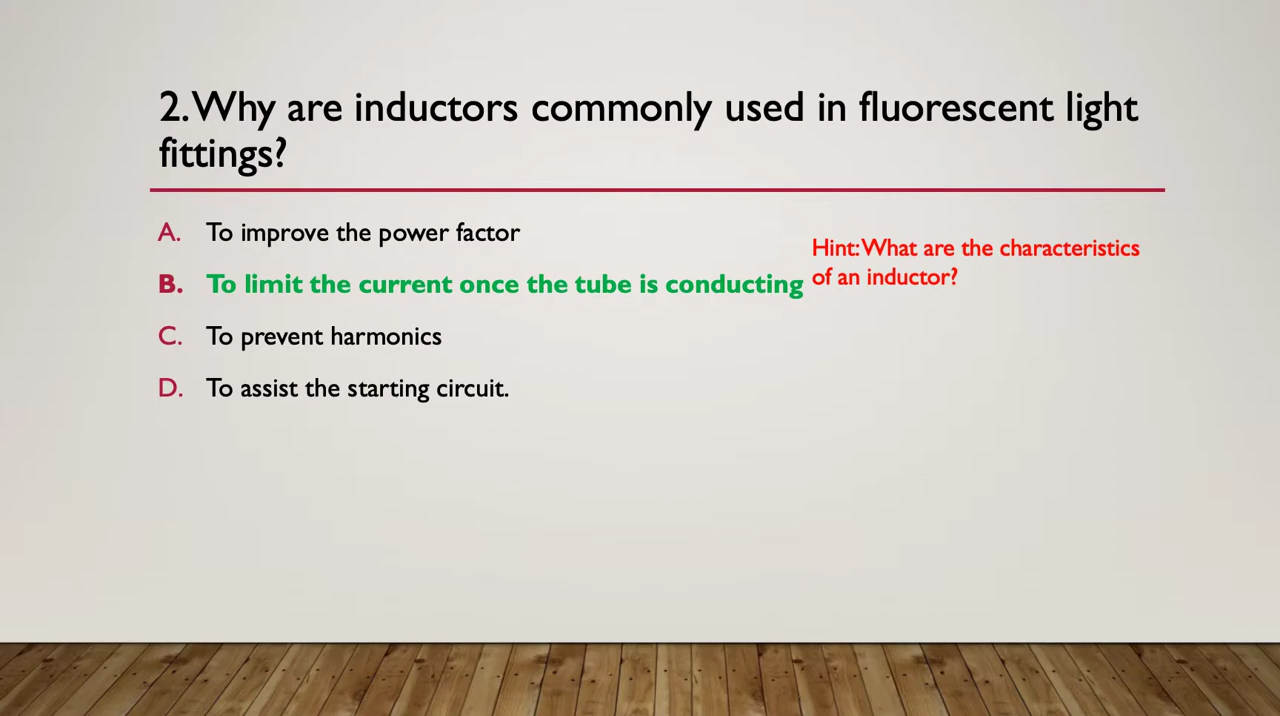 2. Why are inductors commonly used in fluorescent light
fittings?
A. To improve the power factor
B. To limit the current once the tube is conducting
C. To prevent harmonics
D. To assist the starting circuit.
Hint: What are the characteristics
of an inductor?